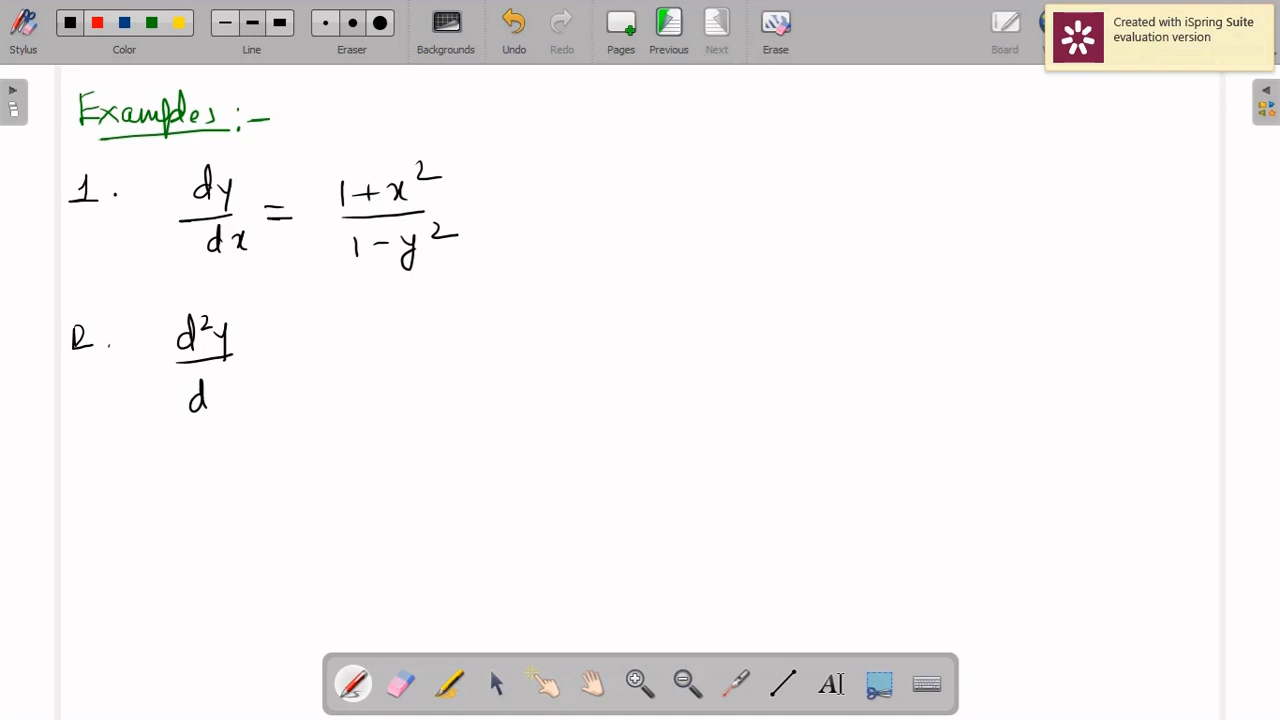 Stylus
Color
Line
Eraser
Backgrounds
Undo
Redo
Pages
Previous
Next
Erase
Board
Created with iSpring Suite
evaluation version
Examples :-
1. dy/dx = 1+x²/1-y²
2. d²y/d
AI